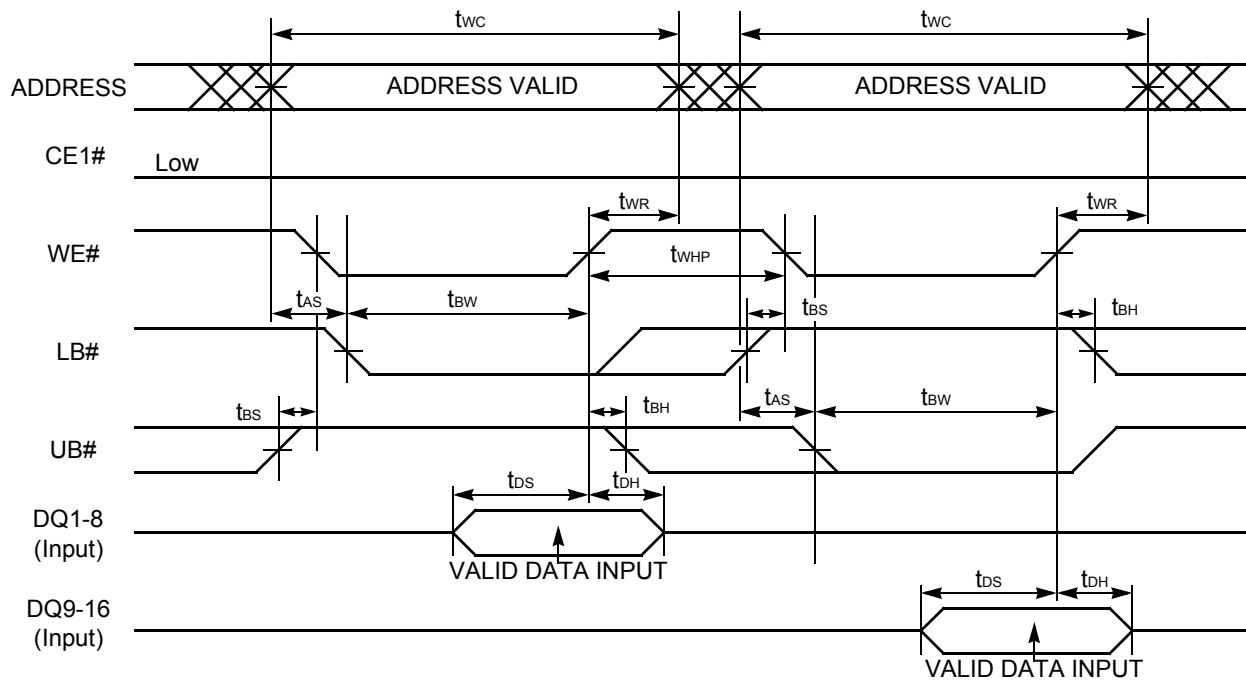 tWC tWC
ADDRESS ADDRESS VALID ADDRESS VALID
CE1# Low
tWR tWR
WE# tWHP
tAS tBW tBS tBH
LB#
tBS tBH tAS tBW
UB#
tDS tDH
DQ1-8
(Input)
VALID DATA INPUT
tDS tDH
DQ9-16
(Input)
VALID DATA INPUT